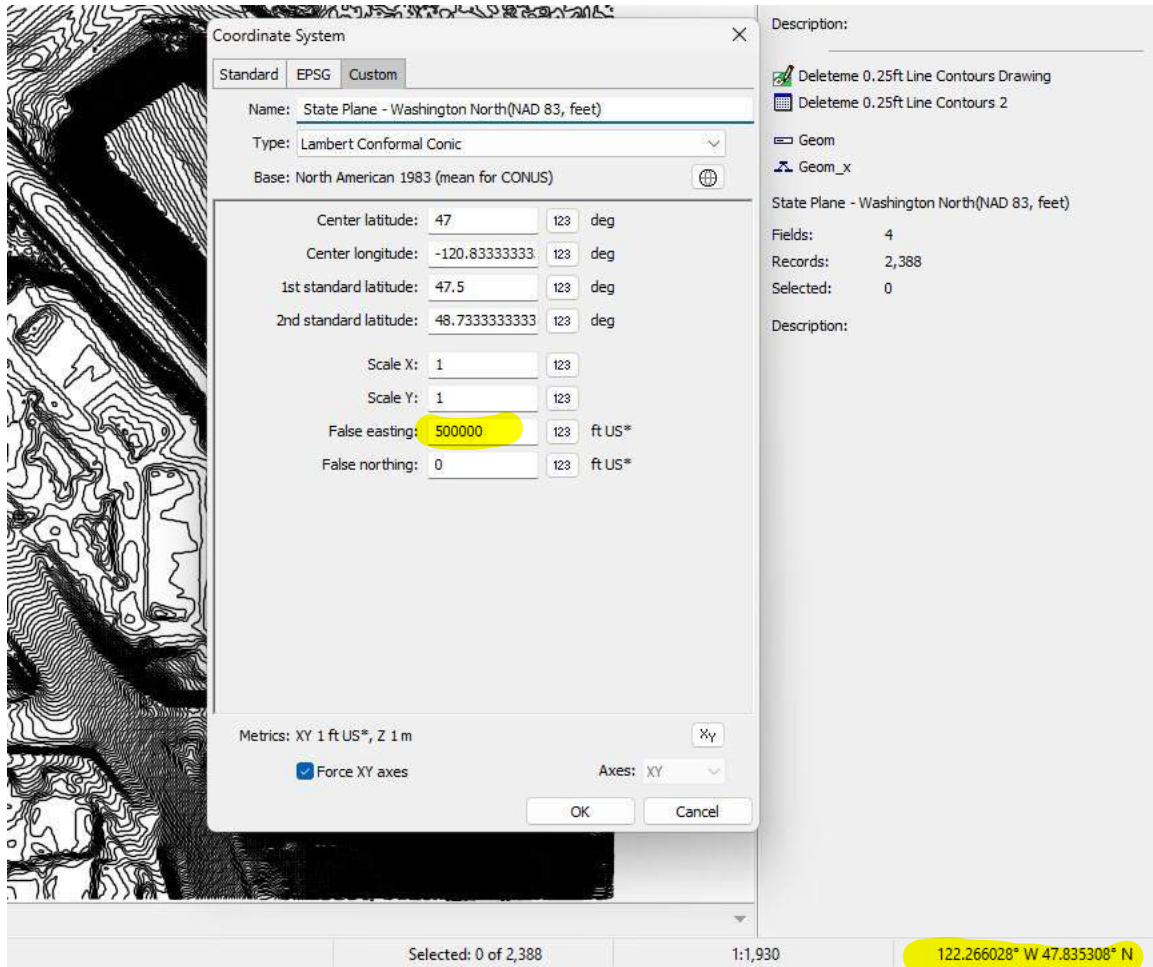 Coordinate System
Standard EPSG Custom
Name: State Plane - Washington North(NAD 83, feet)
Type: Lambert Conformal Conic
Base: North American 1983 (mean for CONUS)
Center latitude: 47 123 deg
Center longitude: -120.83333333 123 deg
1st standard latitude: 47.5 123 deg
2nd standard latitude: 48.7333333333 123 deg
Scale X: 1 123
Scale Y: 1 123
False easting: 500000 123 ft US*
False northing: 0 123 ft US*
Metrics: XY 1 ft US*, Z 1 m XY
Force XY axes Axes: XY
OK Cancel
Description:
Deleteme 0.25ft Line Contours Drawing
Deleteme 0.25ft Line Contours 2
Geom
Geom_x
State Plane - Washington North(NAD 83, feet)
Fields: 4
Records: 2,388
Selected: 0
Description:
Selected: 0 of 2,388 1:1,930 122.266028° W 47.835308° N